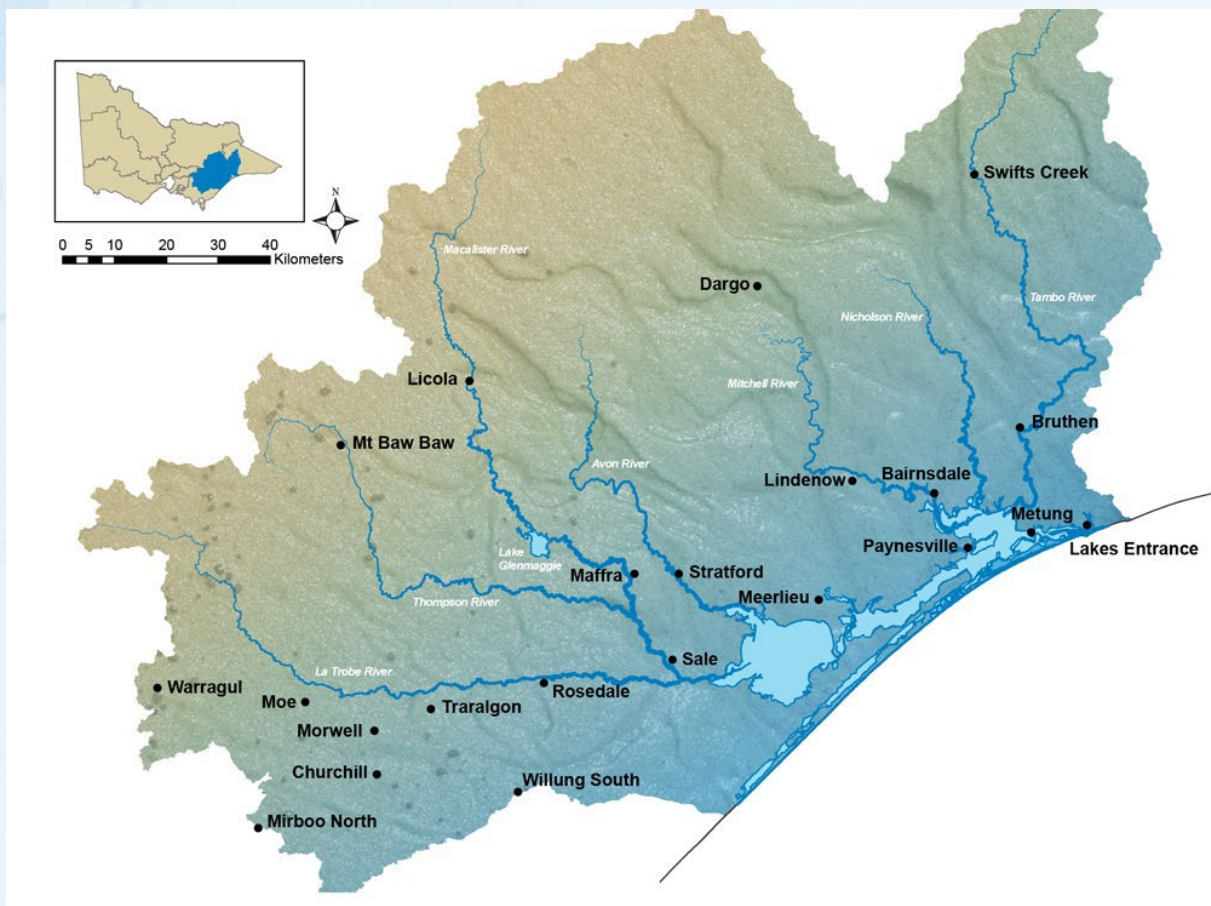 N
0 5 10 20 30 40
Kilometers
Swifts Creek
Macalister River
Dargo
Tambo River
Nicholson River
Licola
Mitchell River
Mt Baw Baw
Bruthen
Avon River
Lindenow
Bairnsdale
Metung
Lake
Glenmaggie
Paynesville
Lakes Entrance
Maffra
Stratford
Meerlieu
Thompson River
Sale
La Trobe River
Warragul
Rosedale
Moe
Traralgon
Morwell
Churchill
Willung South
Mirboo North